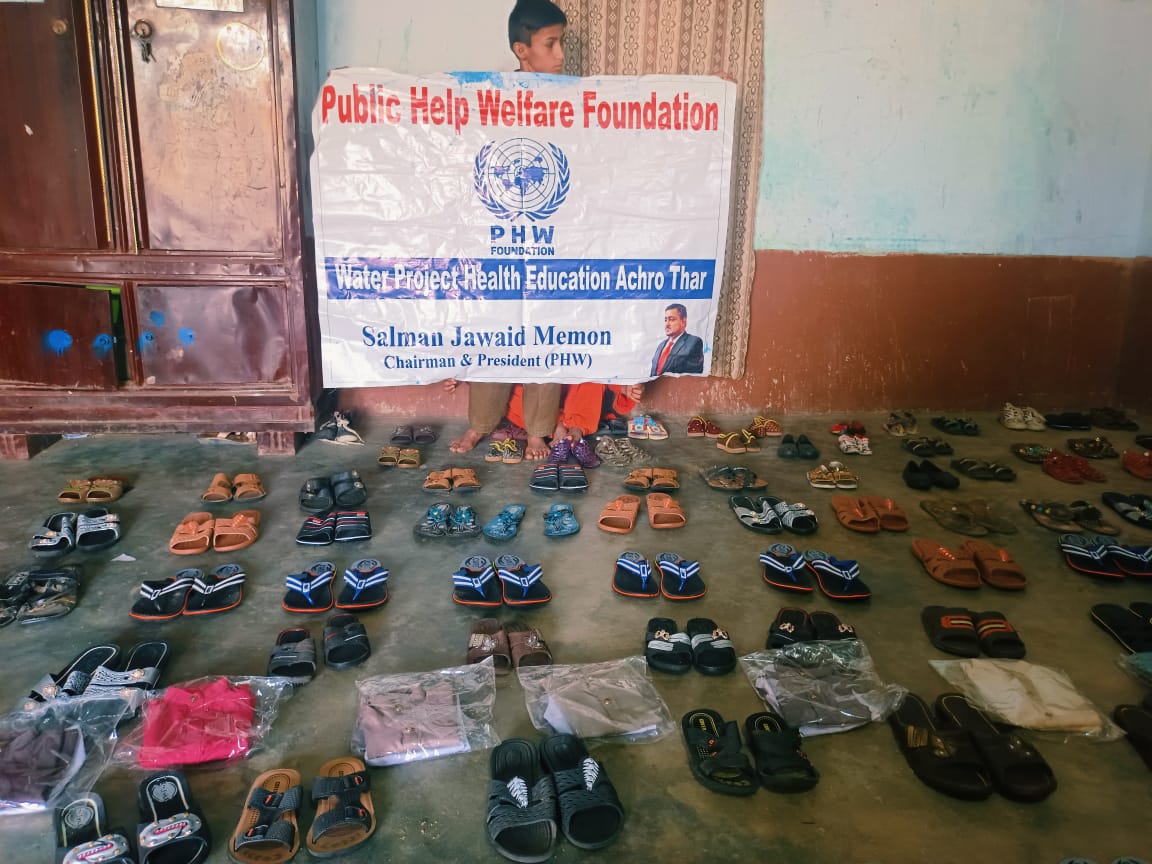 Public Help Welfare Foundation
PHW
FOUNDATION
Water Project Health Education Achro Thar
Salman Jawaid Memon
Chairman & President (PHW)